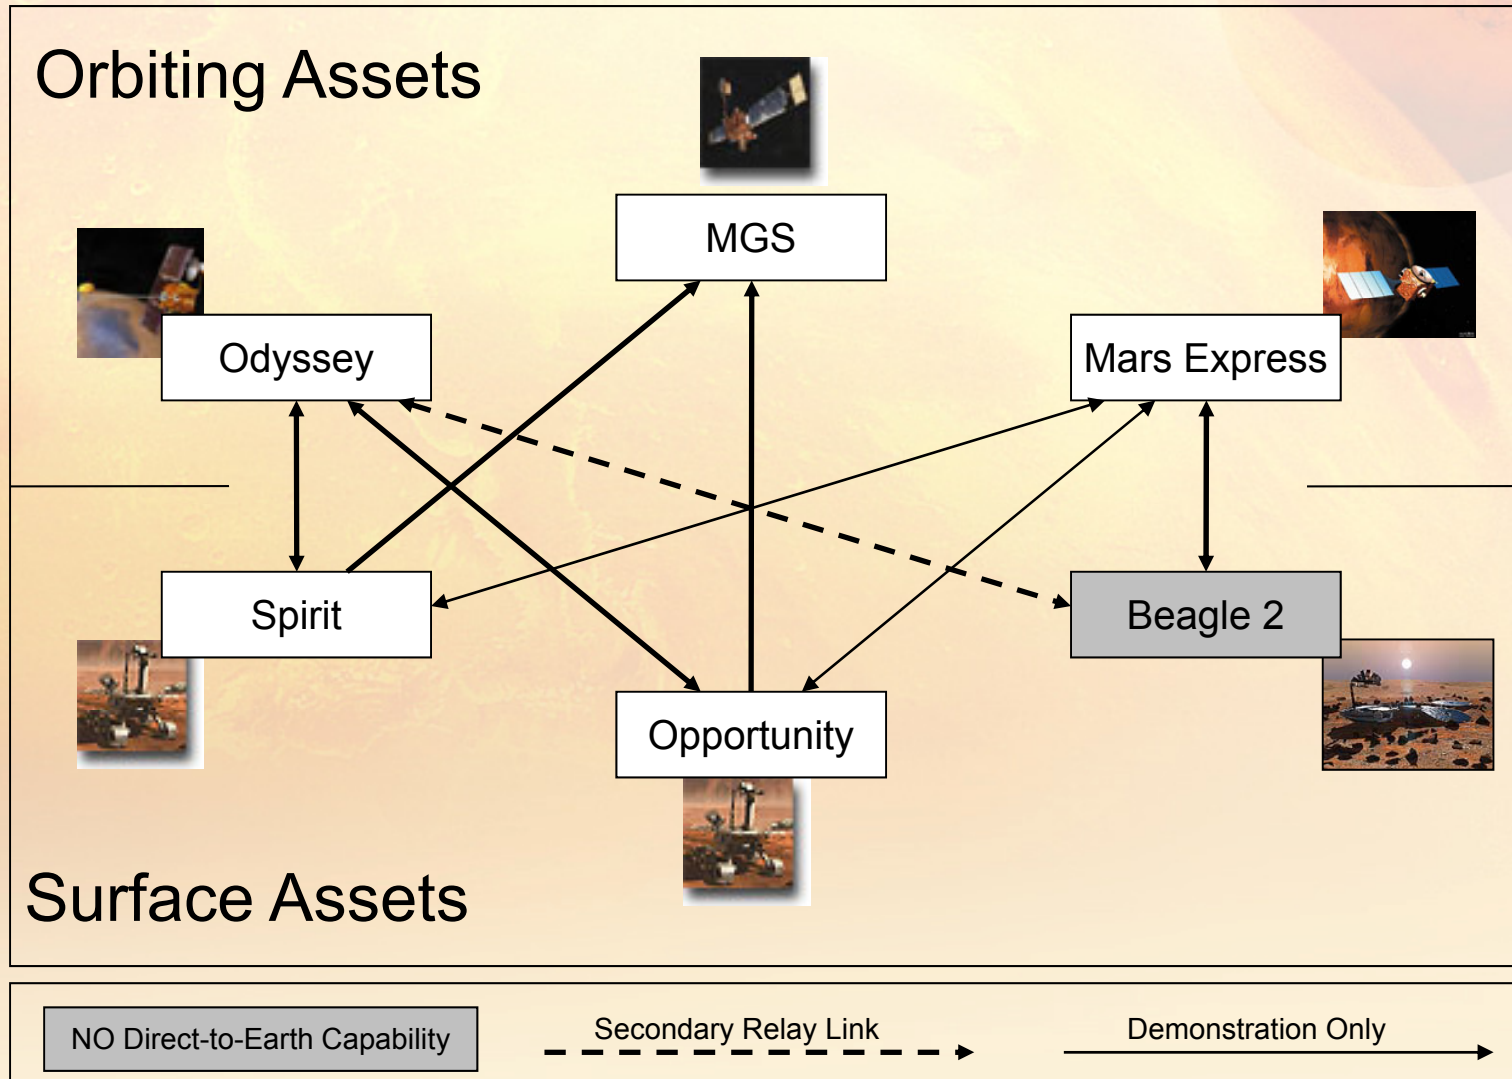 Orbiting Assets
MGS
Odyssey
Mars Express
Spirit
Beagle 2
Opportunity
Surface Assets
NO Direct-to-Earth Capability
Secondary Relay Link
Demonstration Only